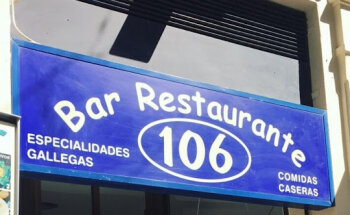 Bar Restaurante
106
ESPECIALIDADES
GALLEGAS
COMIDAS
CASERAS